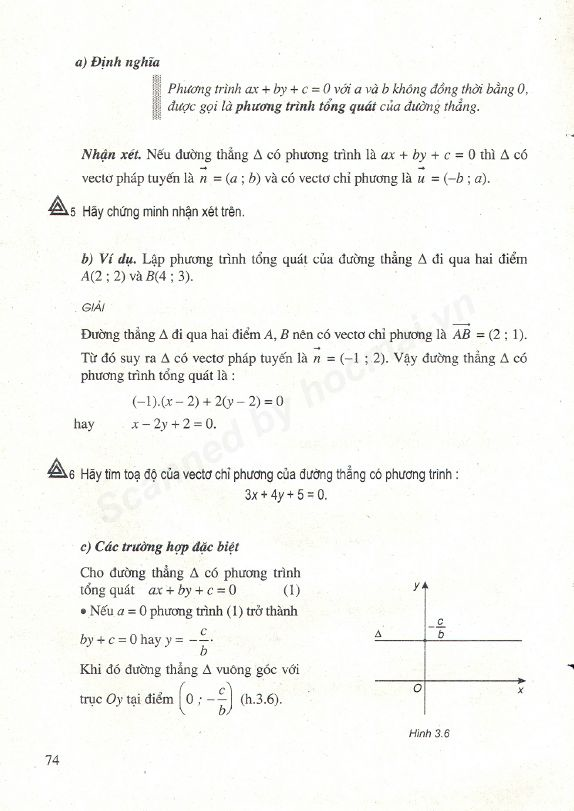 a) Định nghĩa
Phương trình ax + by + c = 0 với a và b không đồng thời bằng 0,
được gọi là phương trình tổng quát của đường thẳng.
Nhận xét. Nếu đường thẳng Δ có phương trình là ax + by + c = 0 thì Δ có
vectơ pháp tuyến là n⃗ = (a ; b) và có vectơ chỉ phương là u⃗ = (–b ; a).
5 Hãy chứng minh nhận xét trên.
b) Ví dụ. Lập phương trình tổng quát của đường thẳng Δ đi qua hai điểm
A(2 ; 2) và B(4 ; 3).
GIẢI
Đường thẳng Δ đi qua hai điểm A, B nên có vectơ chỉ phương là AB⃗ = (2 ; 1).
Từ đó suy ra Δ có vectơ pháp tuyến là n⃗ = (–1 ; 2). Vậy đường thẳng Δ có
phương trình tổng quát là :
(–1).(x – 2) + 2(y – 2) = 0
hay x – 2y + 2 = 0.
6 Hãy tìm toạ độ của vectơ chỉ phương của đường thẳng có phương trình :
3x + 4y + 5 = 0.
c) Các trường hợp đặc biệt
Cho đường thẳng Δ có phương trình
tổng quát ax + by + c = 0 (1)
• Nếu a = 0 phương trình (1) trở thành
by + c = 0 hay y = –c/b.
Khi đó đường thẳng Δ vuông góc với
trục Oy tại điểm (0 ; –c/b) (h.3.6).
y
–c/b
Δ
O
x
Hình 3.6
74
Scanned by hocmai.vn